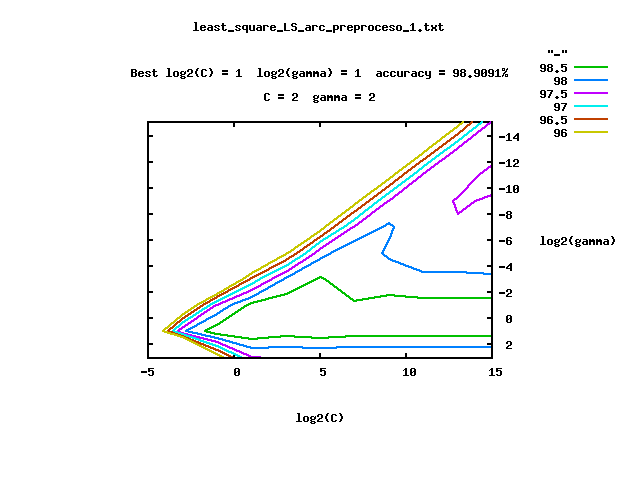 least_square_LS_arc_preproceso_1.txt
Best log2(C) = 1 log2(gamma) = 1 accuracy = 98.9091%
C = 2 gamma = 2
"-"
98.5
98
97.5
97
96.5
96
-14
-12
-10
-8
-6
-4
-2
0
2
log2(gamma)
-5 0 5 10 15
log2(C)